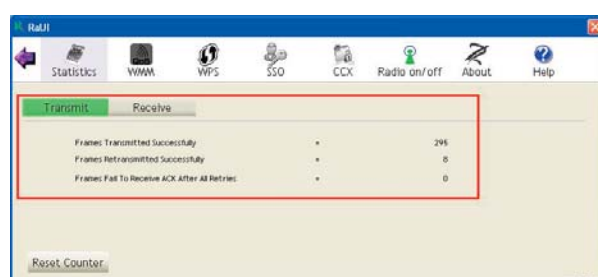 RaUI
Statistics WMM WPS SSO CCX Radio on/off About Help
Transmit Receive
Frames Transmitted Successfully = 295
Frames Retransmitted Successfully = 8
Frames Fail To Receive ACK After All Retries = 0
Reset Counter